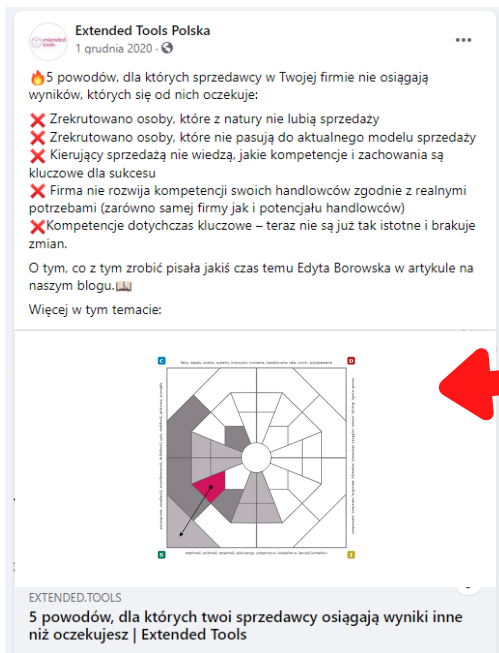 Extended Tools Polska
1 grudnia 2020 ·
extended
tools
🔥5 powodów, dla których sprzedawcy w Twojej firmie nie osiągają
wyników, których się od nich oczekuje:
❌ Zrekrutowano osoby, które z natury nie lubią sprzedaży
❌ Zrekrutowano osoby, które nie pasują do aktualnego modelu sprzedaży
❌ Kierujący sprzedażą nie wiedzą, jakie kompetencje i zachowania są
kluczowe dla sukcesu
❌ Firma nie rozwija kompetencji swoich handlowców zgodnie z realnymi
potrzebami (zarówno samej firmy jak i potencjału handlowców)
❌Kompetencje dotychczas kluczowe – teraz nie są już tak istotne i brakuje
zmian.
O tym, co z tym zrobić pisała jakiś czas temu Edyta Borowska w artykule na
naszym blogu.📖
Więcej w tym temacie:
C
D
S
I
EXTENDED.TOOLS
5 powodów, dla których twoi sprzedawcy osiągają wyniki inne
niż oczekujesz | Extended Tools